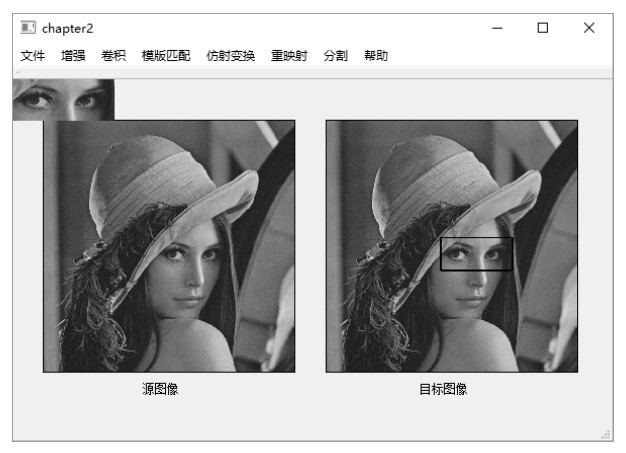 chapter2
文件 增强 卷积 模版匹配 仿射变换 重映射 分割 帮助
源图像 目标图像